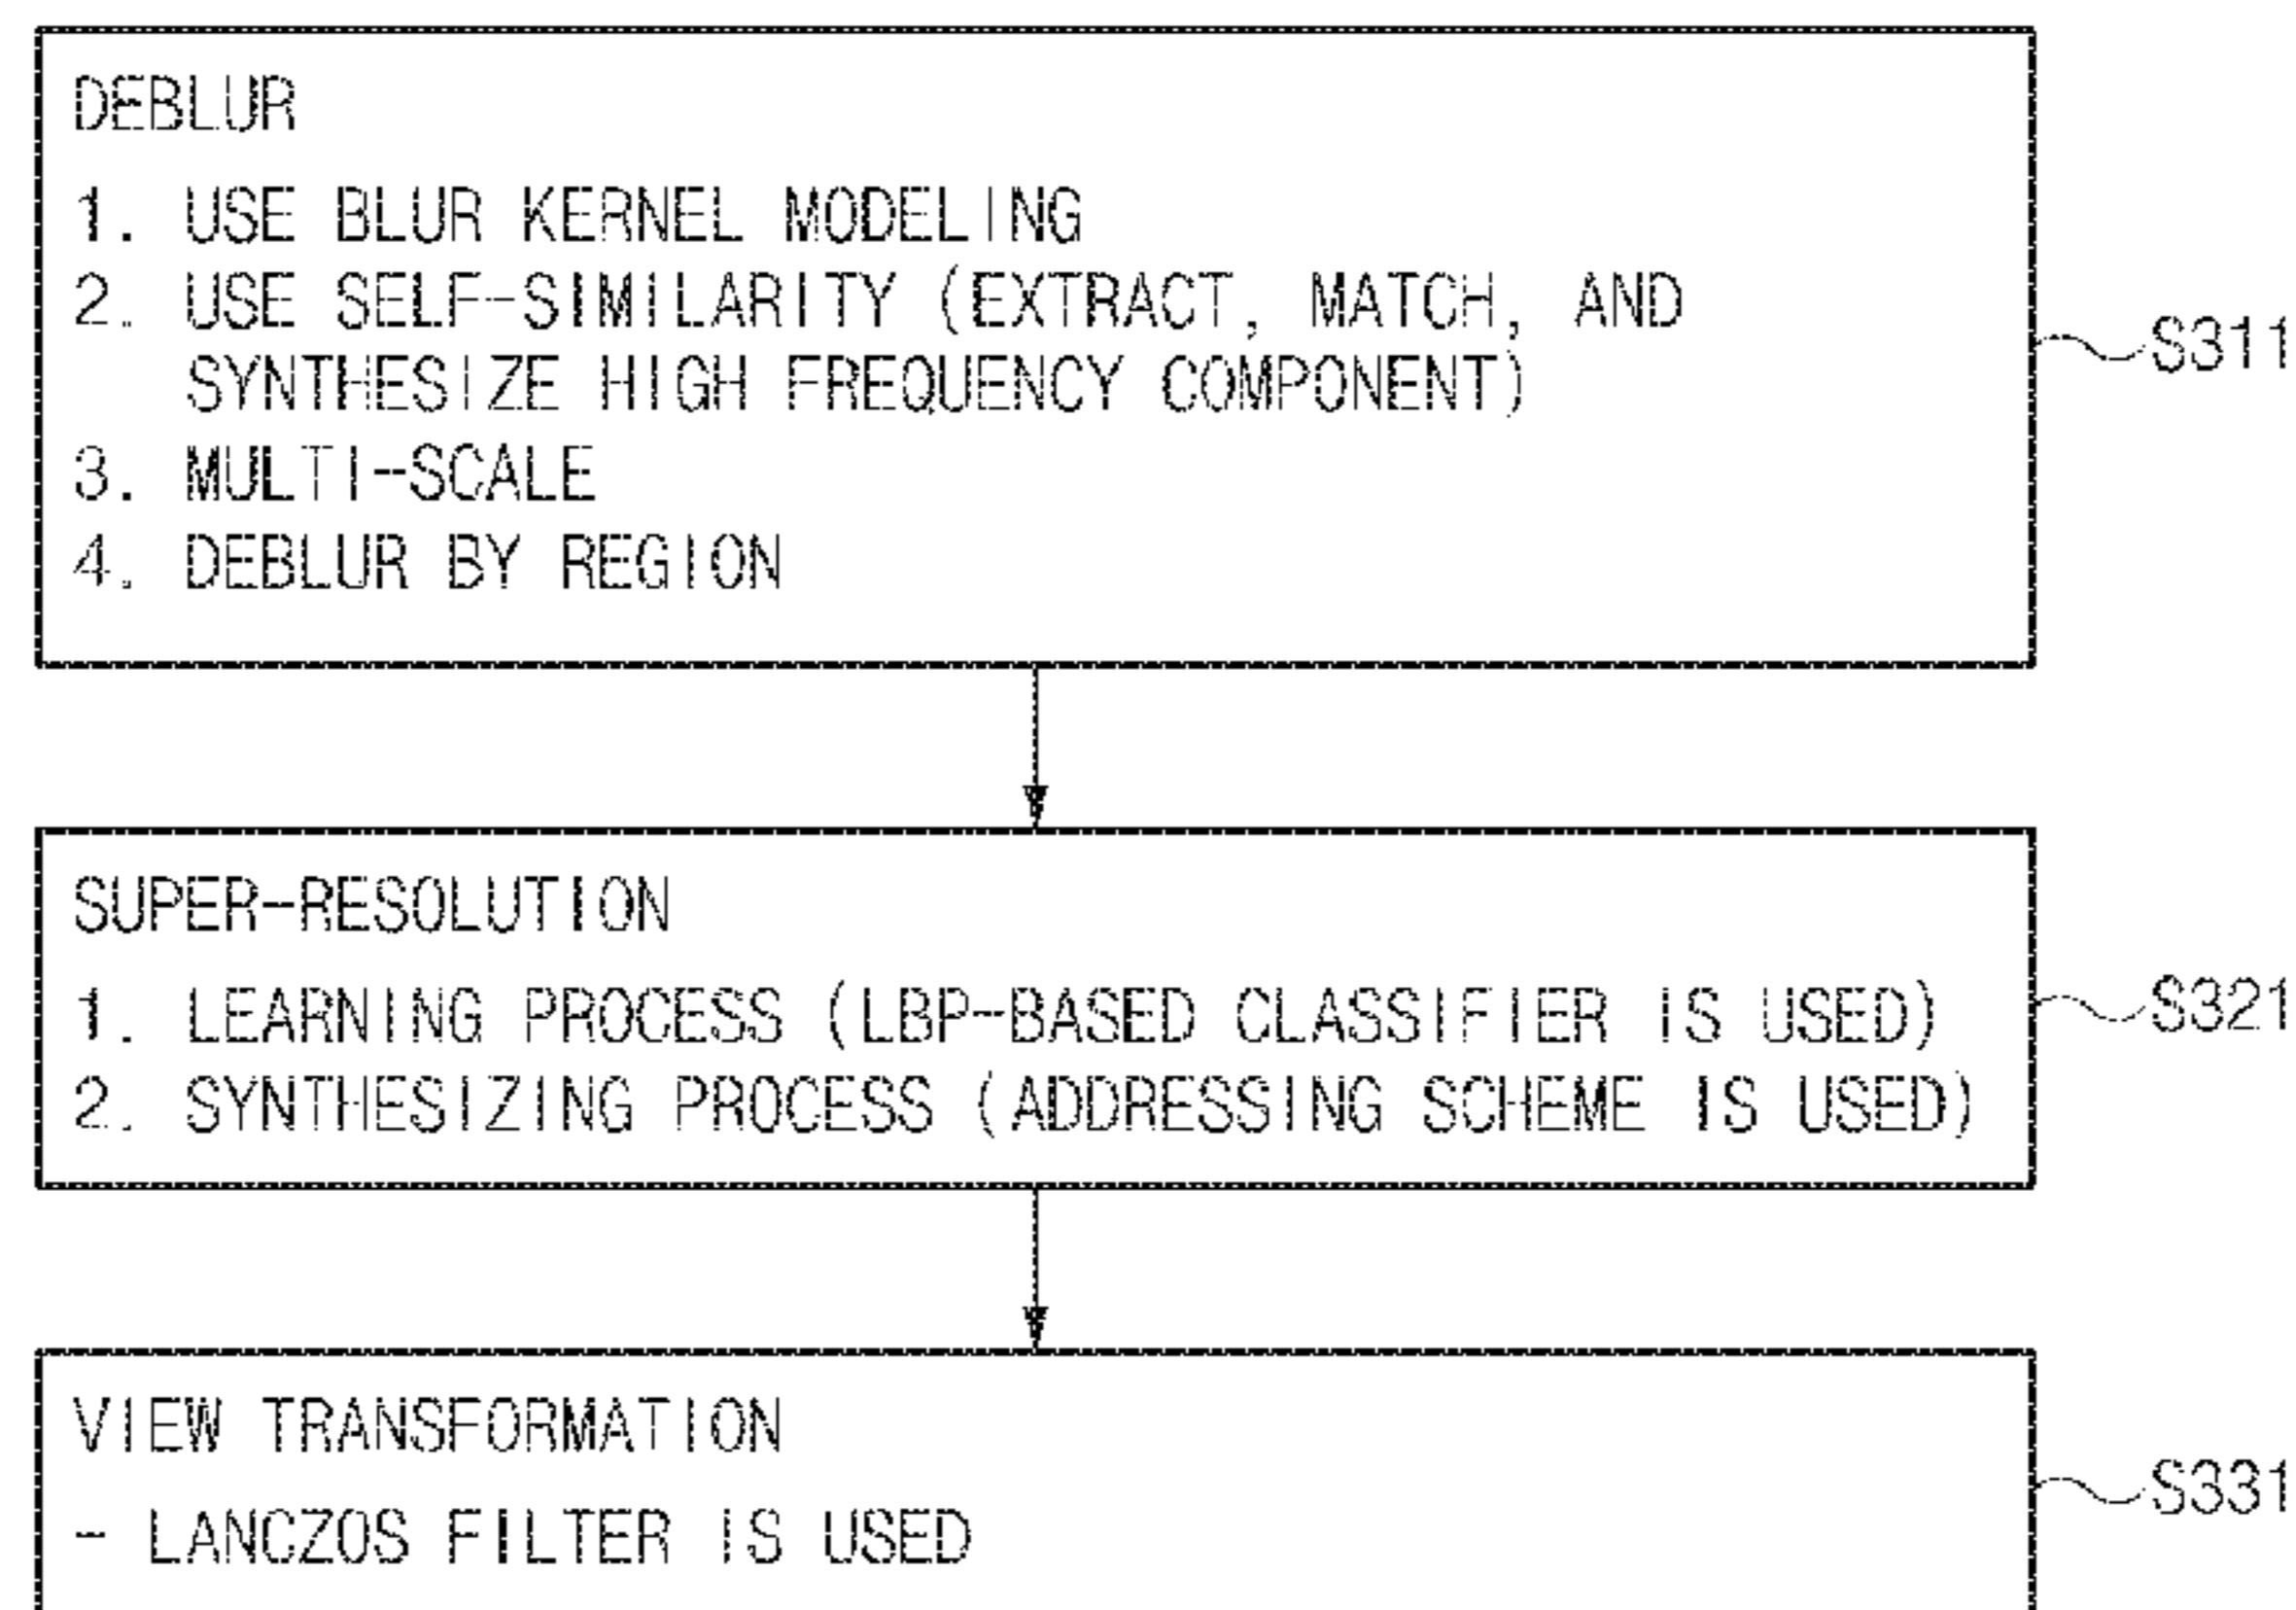 DEBLUR
1. USE BLUR KERNEL MODELING
2. USE SELF-SIMILARITY (EXTRACT, MATCH, AND
SYNTHESIZE HIGH FREQUENCY COMPONENT)
3. MULTI-SCALE
4. DEBLUR BY REGION
S311
SUPER-RESOLUTION
1. LEARNING PROCESS (LBP-BASED CLASSIFIER IS USED)
2. SYNTHESIZING PROCESS (ADDRESSING SCHEME IS USED)
S321
VIEW TRANSFORMATION
- LANCZOS FILTER IS USED
S331